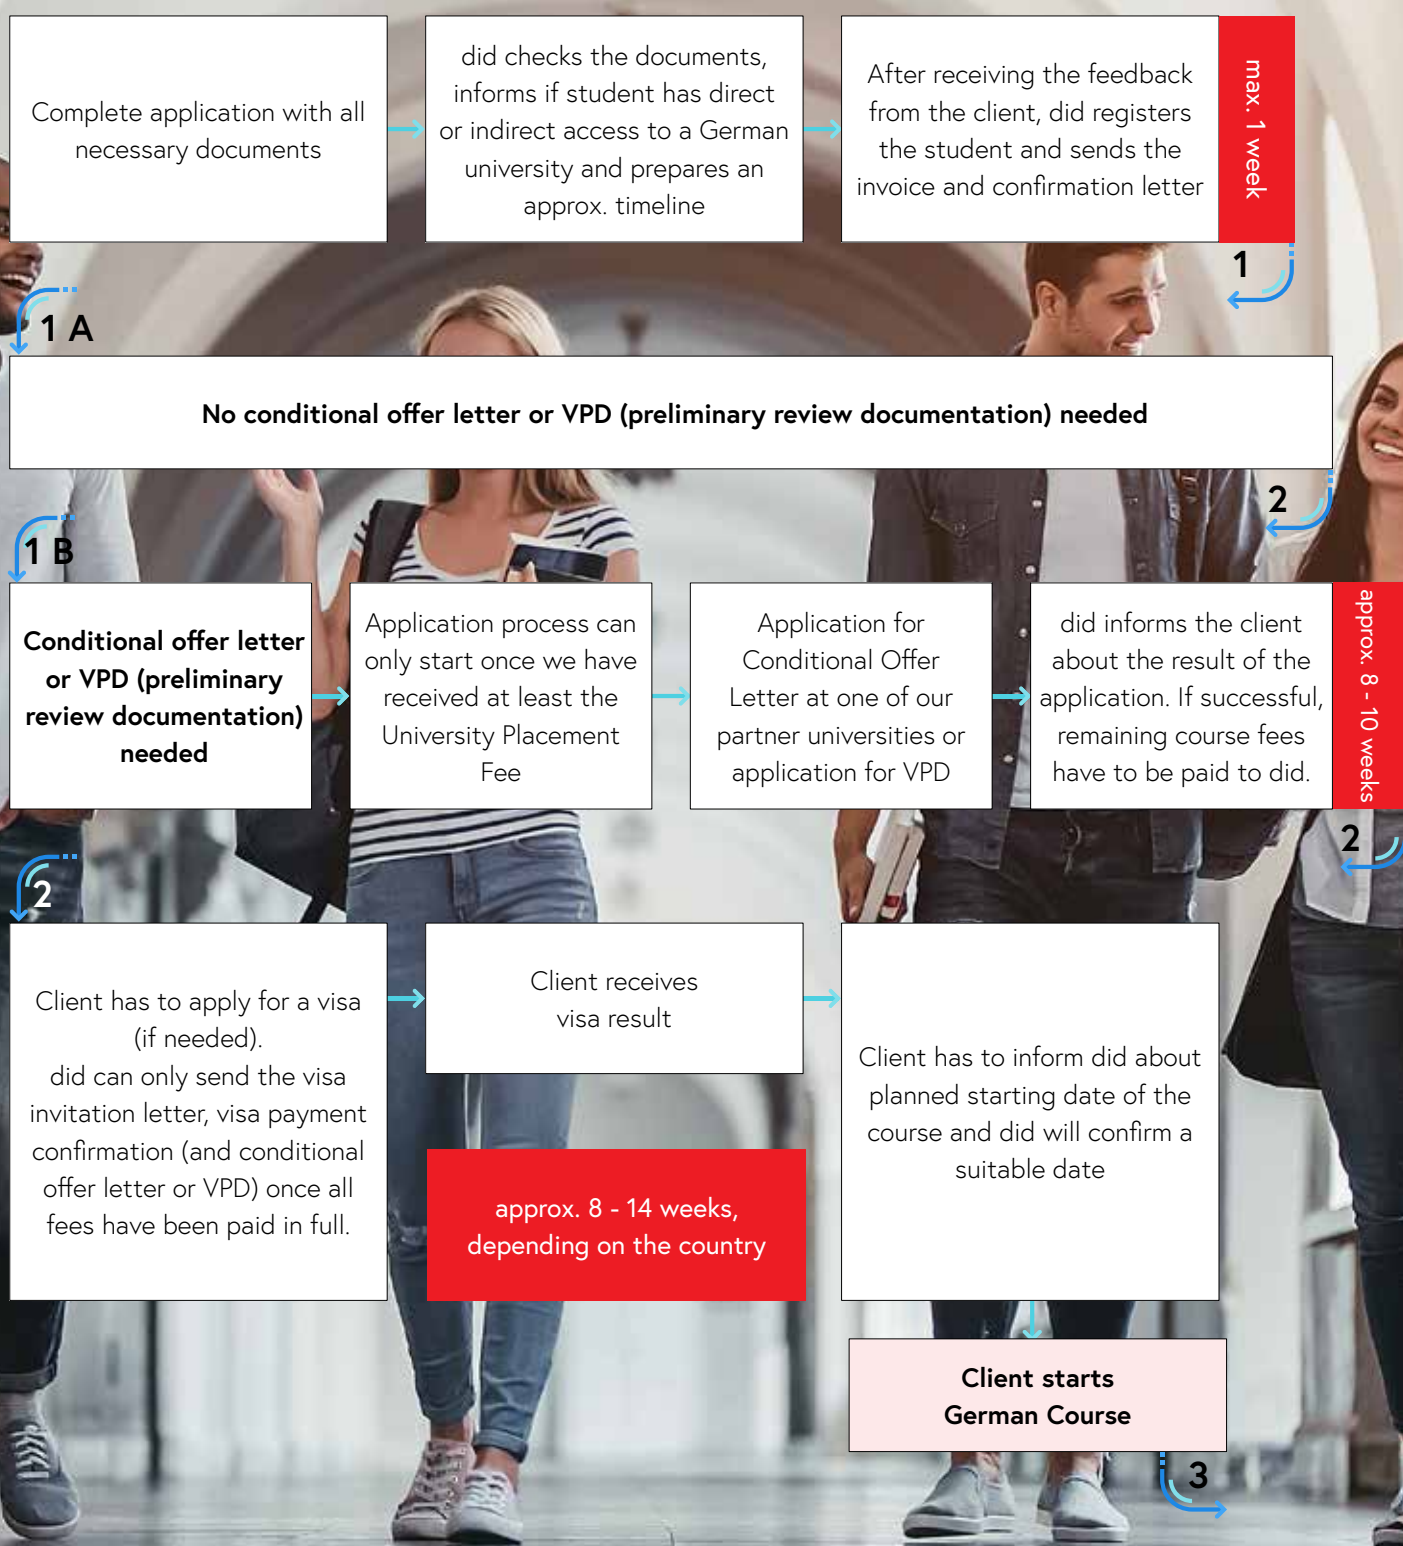 Complete application with all
necessary documents
did checks the documents,
informs if student has direct
or indirect access to a German
university and prepares an
approx. timeline
After receiving the feedback
from the client, did registers
the student and sends the
invoice and confirmation letter
max. 1 week
1
1 A
No conditional offer letter or VPD (preliminary review documentation) needed
2
1 B
Conditional offer letter
or VPD (preliminary
review documentation)
needed
Application process can
only start once we have
received at least the
University Placement
Fee
Application for
Conditional Offer
Letter at one of our
partner universities or
application for VPD
did informs the client
about the result of the
application. If successful,
remaining course fees
have to be paid to did.
approx. 8 - 10 weeks
2
2
Client has to apply for a visa
(if needed).
did can only send the visa
invitation letter, visa payment
confirmation (and conditional
offer letter or VPD) once all
fees have been paid in full.
Client receives
visa result
approx. 8 - 14 weeks,
depending on the country
Client has to inform did about
planned starting date of the
course and did will confirm a
suitable date
Client starts
German Course
3